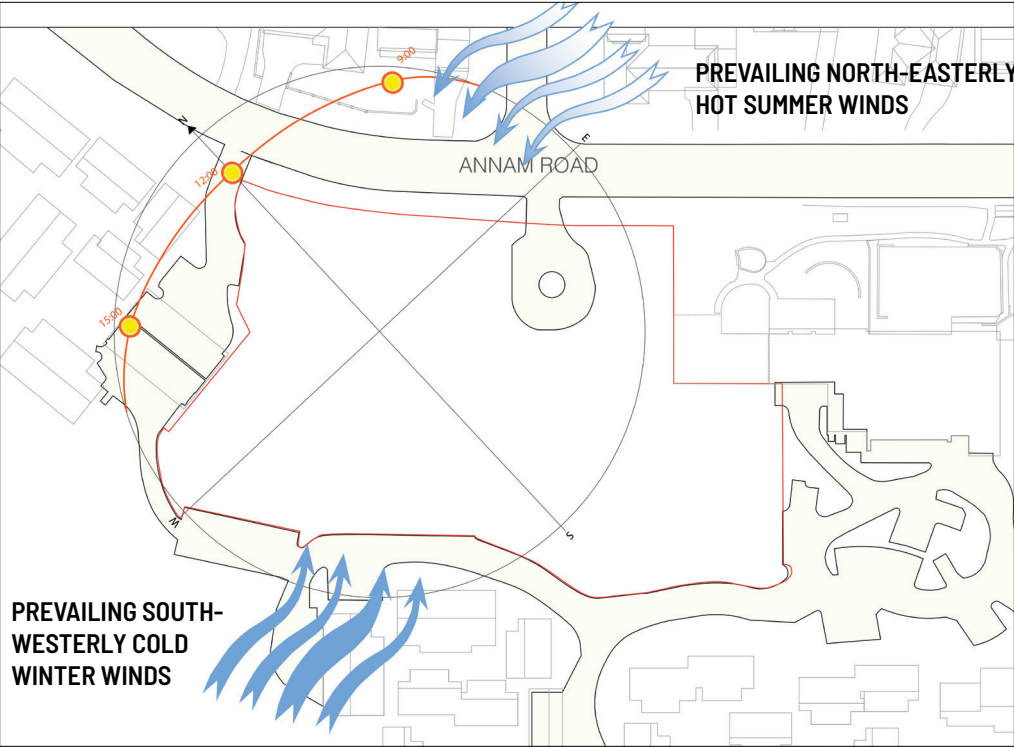 9:00
PREVAILING NORTH-EASTERLY
HOT SUMMER WINDS
N
E
ANNAM ROAD
12:00
15:00
W
S
PREVAILING SOUTH-
WESTERLY COLD
WINTER WINDS